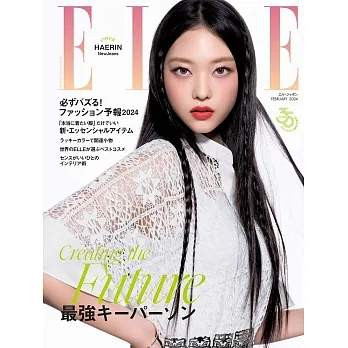 ELLE
COVER
HAERIN
NewJeans
エル・ジャポン
FEBRUARY 2024
必ずバズる!
ファッション予報2024
「本当に着たい服」だけでいい
新・エッセンシャルアイテム
ラッキーカラーで開運小物
世界のELLEが選ぶベストコスメ
センスがいいひとの
インテリア術
Creating the
Future
最強キーパーソン